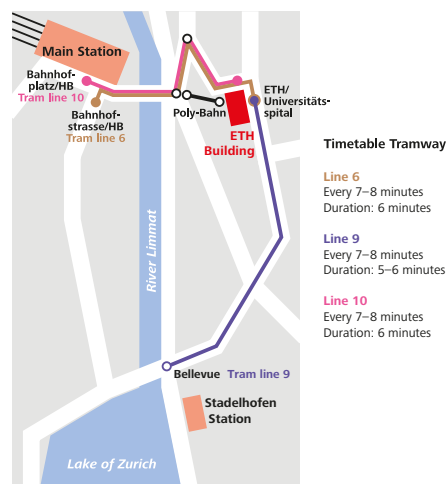 Main Station
Bahnhof-
platz/HB
Tram line 10
Bahnhof-
strasse/HB
Tram line 6
Poly-Bahn
ETH
Building
ETH/
Universitäts-
spital
River Limmat
Bellevue Tram line 9
Stadelhofen
Station
Lake of Zurich
Timetable Tramway
Line 6
Every 7–8 minutes
Duration: 6 minutes
Line 9
Every 7–8 minutes
Duration: 5–6 minutes
Line 10
Every 7–8 minutes
Duration: 6 minutes